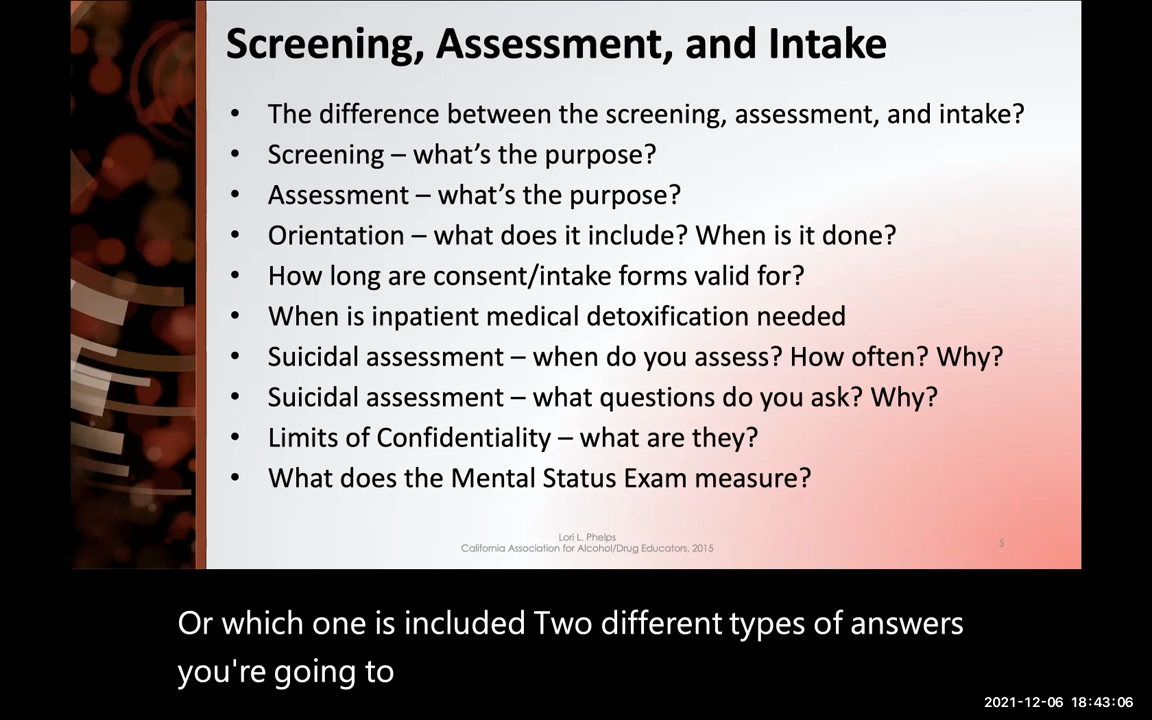 Screening, Assessment, and Intake
• The difference between the screening, assessment, and intake?
• Screening – what's the purpose?
• Assessment – what's the purpose?
• Orientation – what does it include? When is it done?
• How long are consent/intake forms valid for?
• When is inpatient medical detoxification needed
• Suicidal assessment – when do you assess? How often? Why?
• Suicidal assessment – what questions do you ask? Why?
• Limits of Confidentiality – what are they?
• What does the Mental Status Exam measure?
Lori L. Phelps
California Association for Alcohol/Drug Educators, 2015
5
Or which one is included Two different types of answers
you're going to
2021-12-06 18:43:06